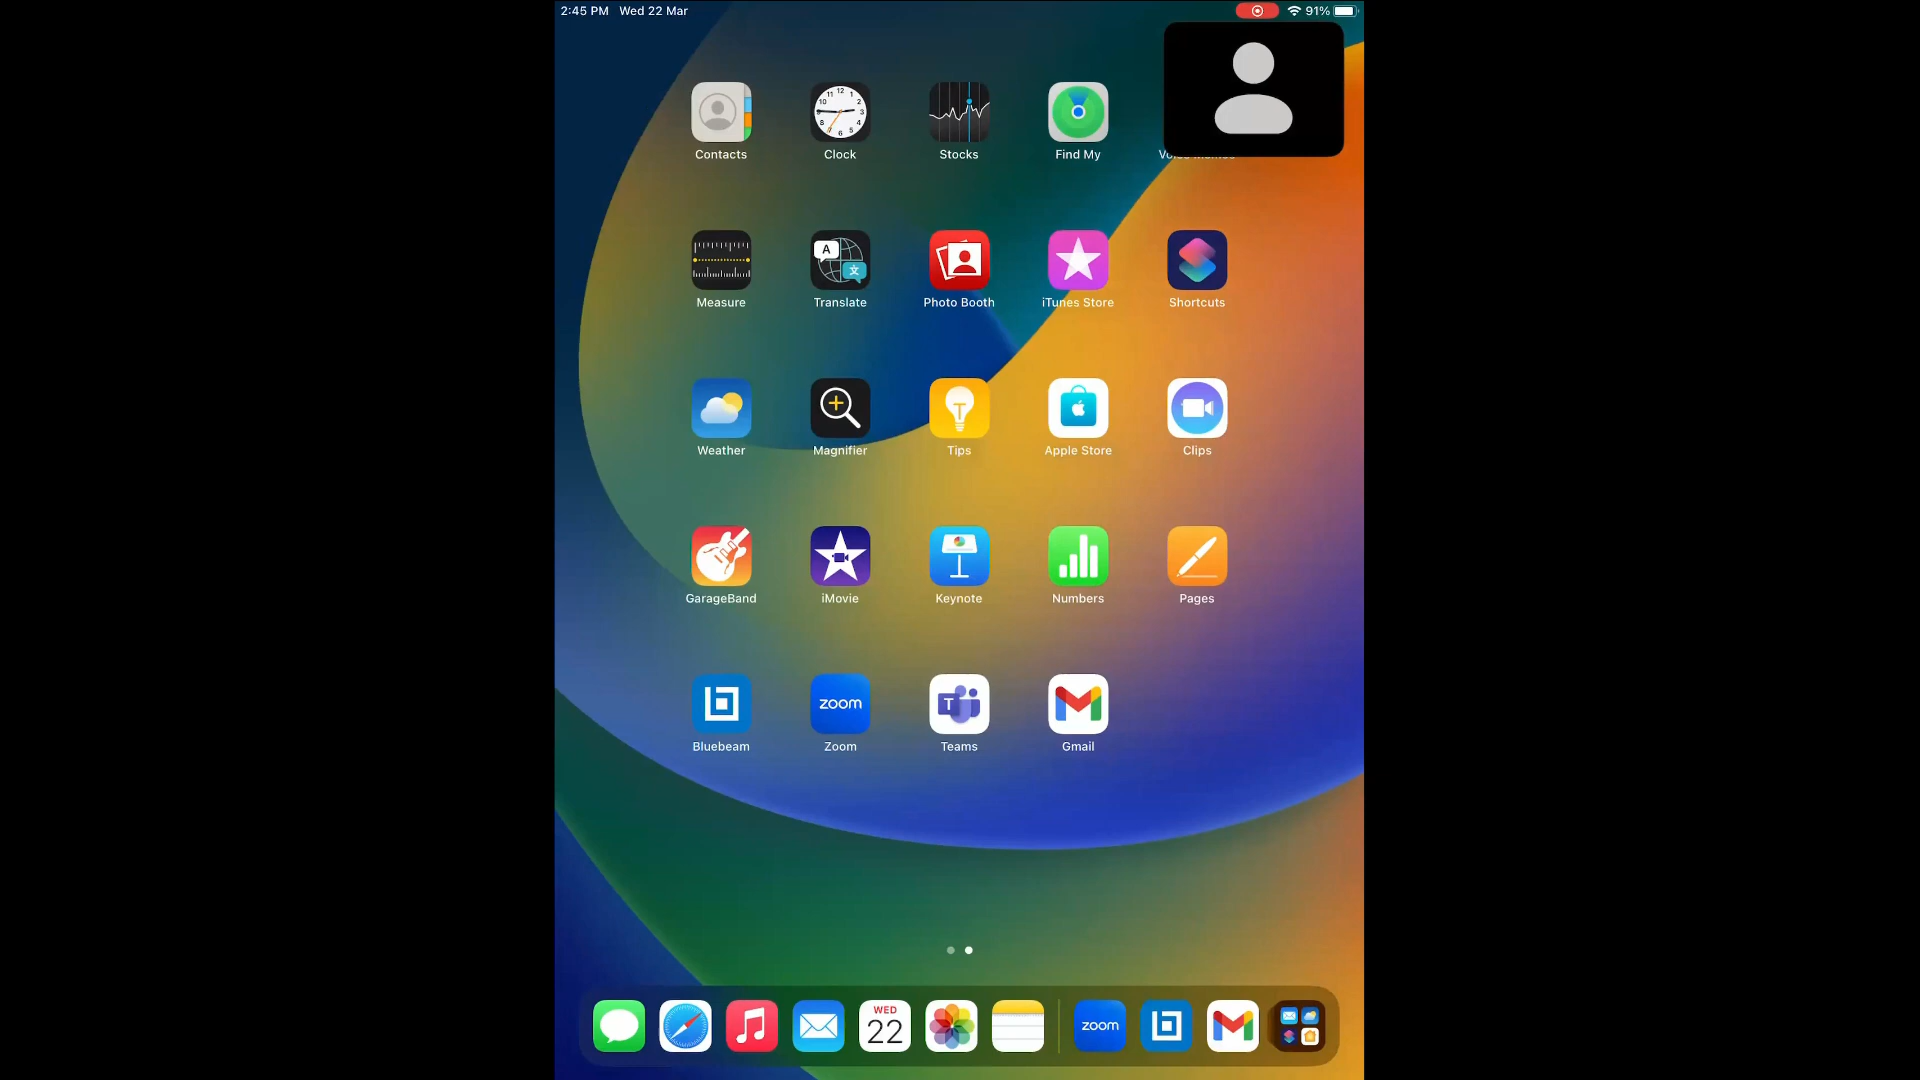 2:45 PM Wed 22 Mar
91%
Contacts
Clock
Stocks
Find My
Measure
Translate
Photo Booth
iTunes Store
Shortcuts
Weather
Magnifier
Tips
Apple Store
Clips
GarageBand
iMovie
Keynote
Numbers
Pages
zoom
Bluebeam
Zoom
Teams
Gmail
WED
22
zoom